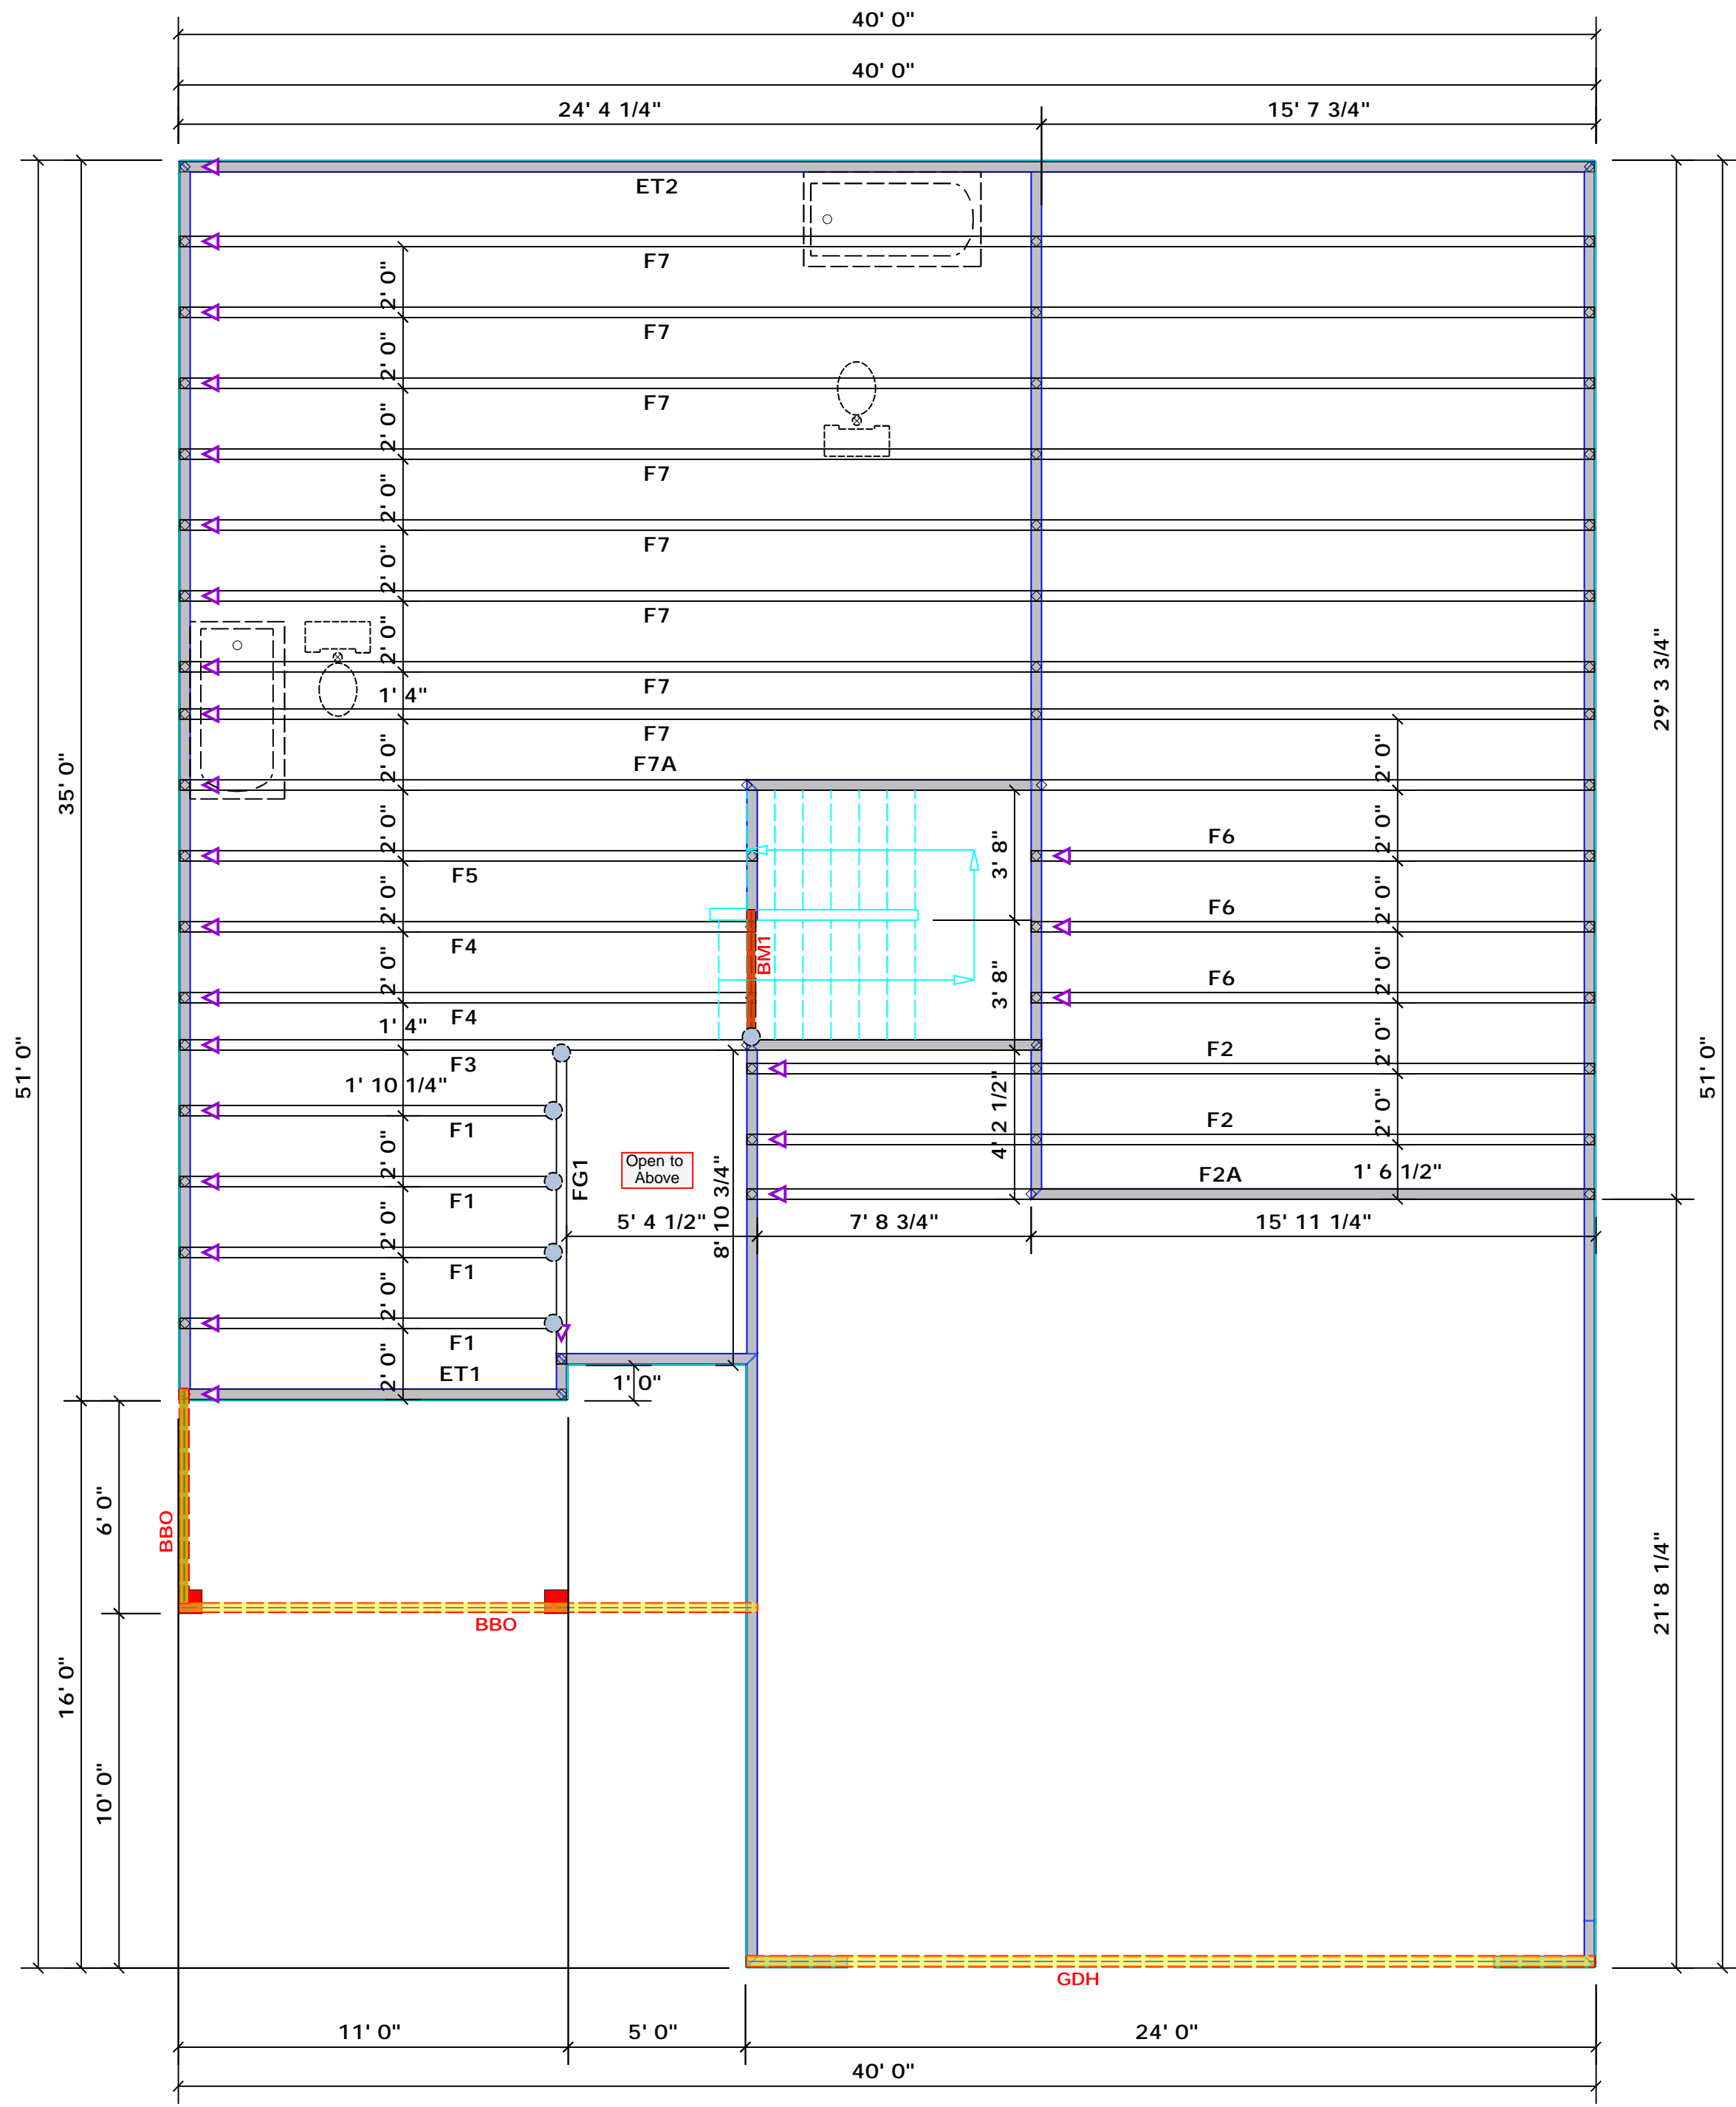 40' 0"
40' 0"
24' 4 1/4"
15' 7 3/4"
ET2
F7
2' 0"
F7
2' 0"
F7
2' 0"
F7
2' 0"
F7
2' 0"
F7
2' 0"
F7
1' 4"
F7
F7A
2' 0"
2' 0"
29' 3 3/4"
35' 0"
51' 0"
51' 0"
2' 0"
3' 8"
F6
2' 0"
F5
2' 0"
F6
2' 0"
F4
BM1
2' 0"
3' 8"
F6
2' 0"
F4
1' 4"
F2
2' 0"
F3
1' 10 1/4"
4' 2 1/2"
F2
2' 0"
F1
2' 0"
Open to
Above
FG1
8' 10 3/4"
F2A
1' 6 1/2"
F1
2' 0"
5' 4 1/2"
7' 8 3/4"
15' 11 1/4"
F1
2' 0"
F1
ET1
2' 0"
1' 0"
6' 0"
BBO
BBO
21' 8 1/4"
16' 0"
10' 0"
GDH
11' 0"
5' 0"
24' 0"
40' 0"